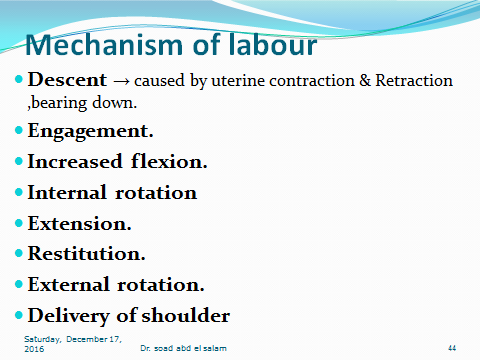 Mechanism of labour
Descent → caused by uterine contraction & Retraction
,bearing down.
Engagement.
Increased flexion.
Internal rotation
Extension.
Restitution.
External rotation.
Delivery of shoulder
Saturday, December 17,
2016
Dr. soad abd el salam
44